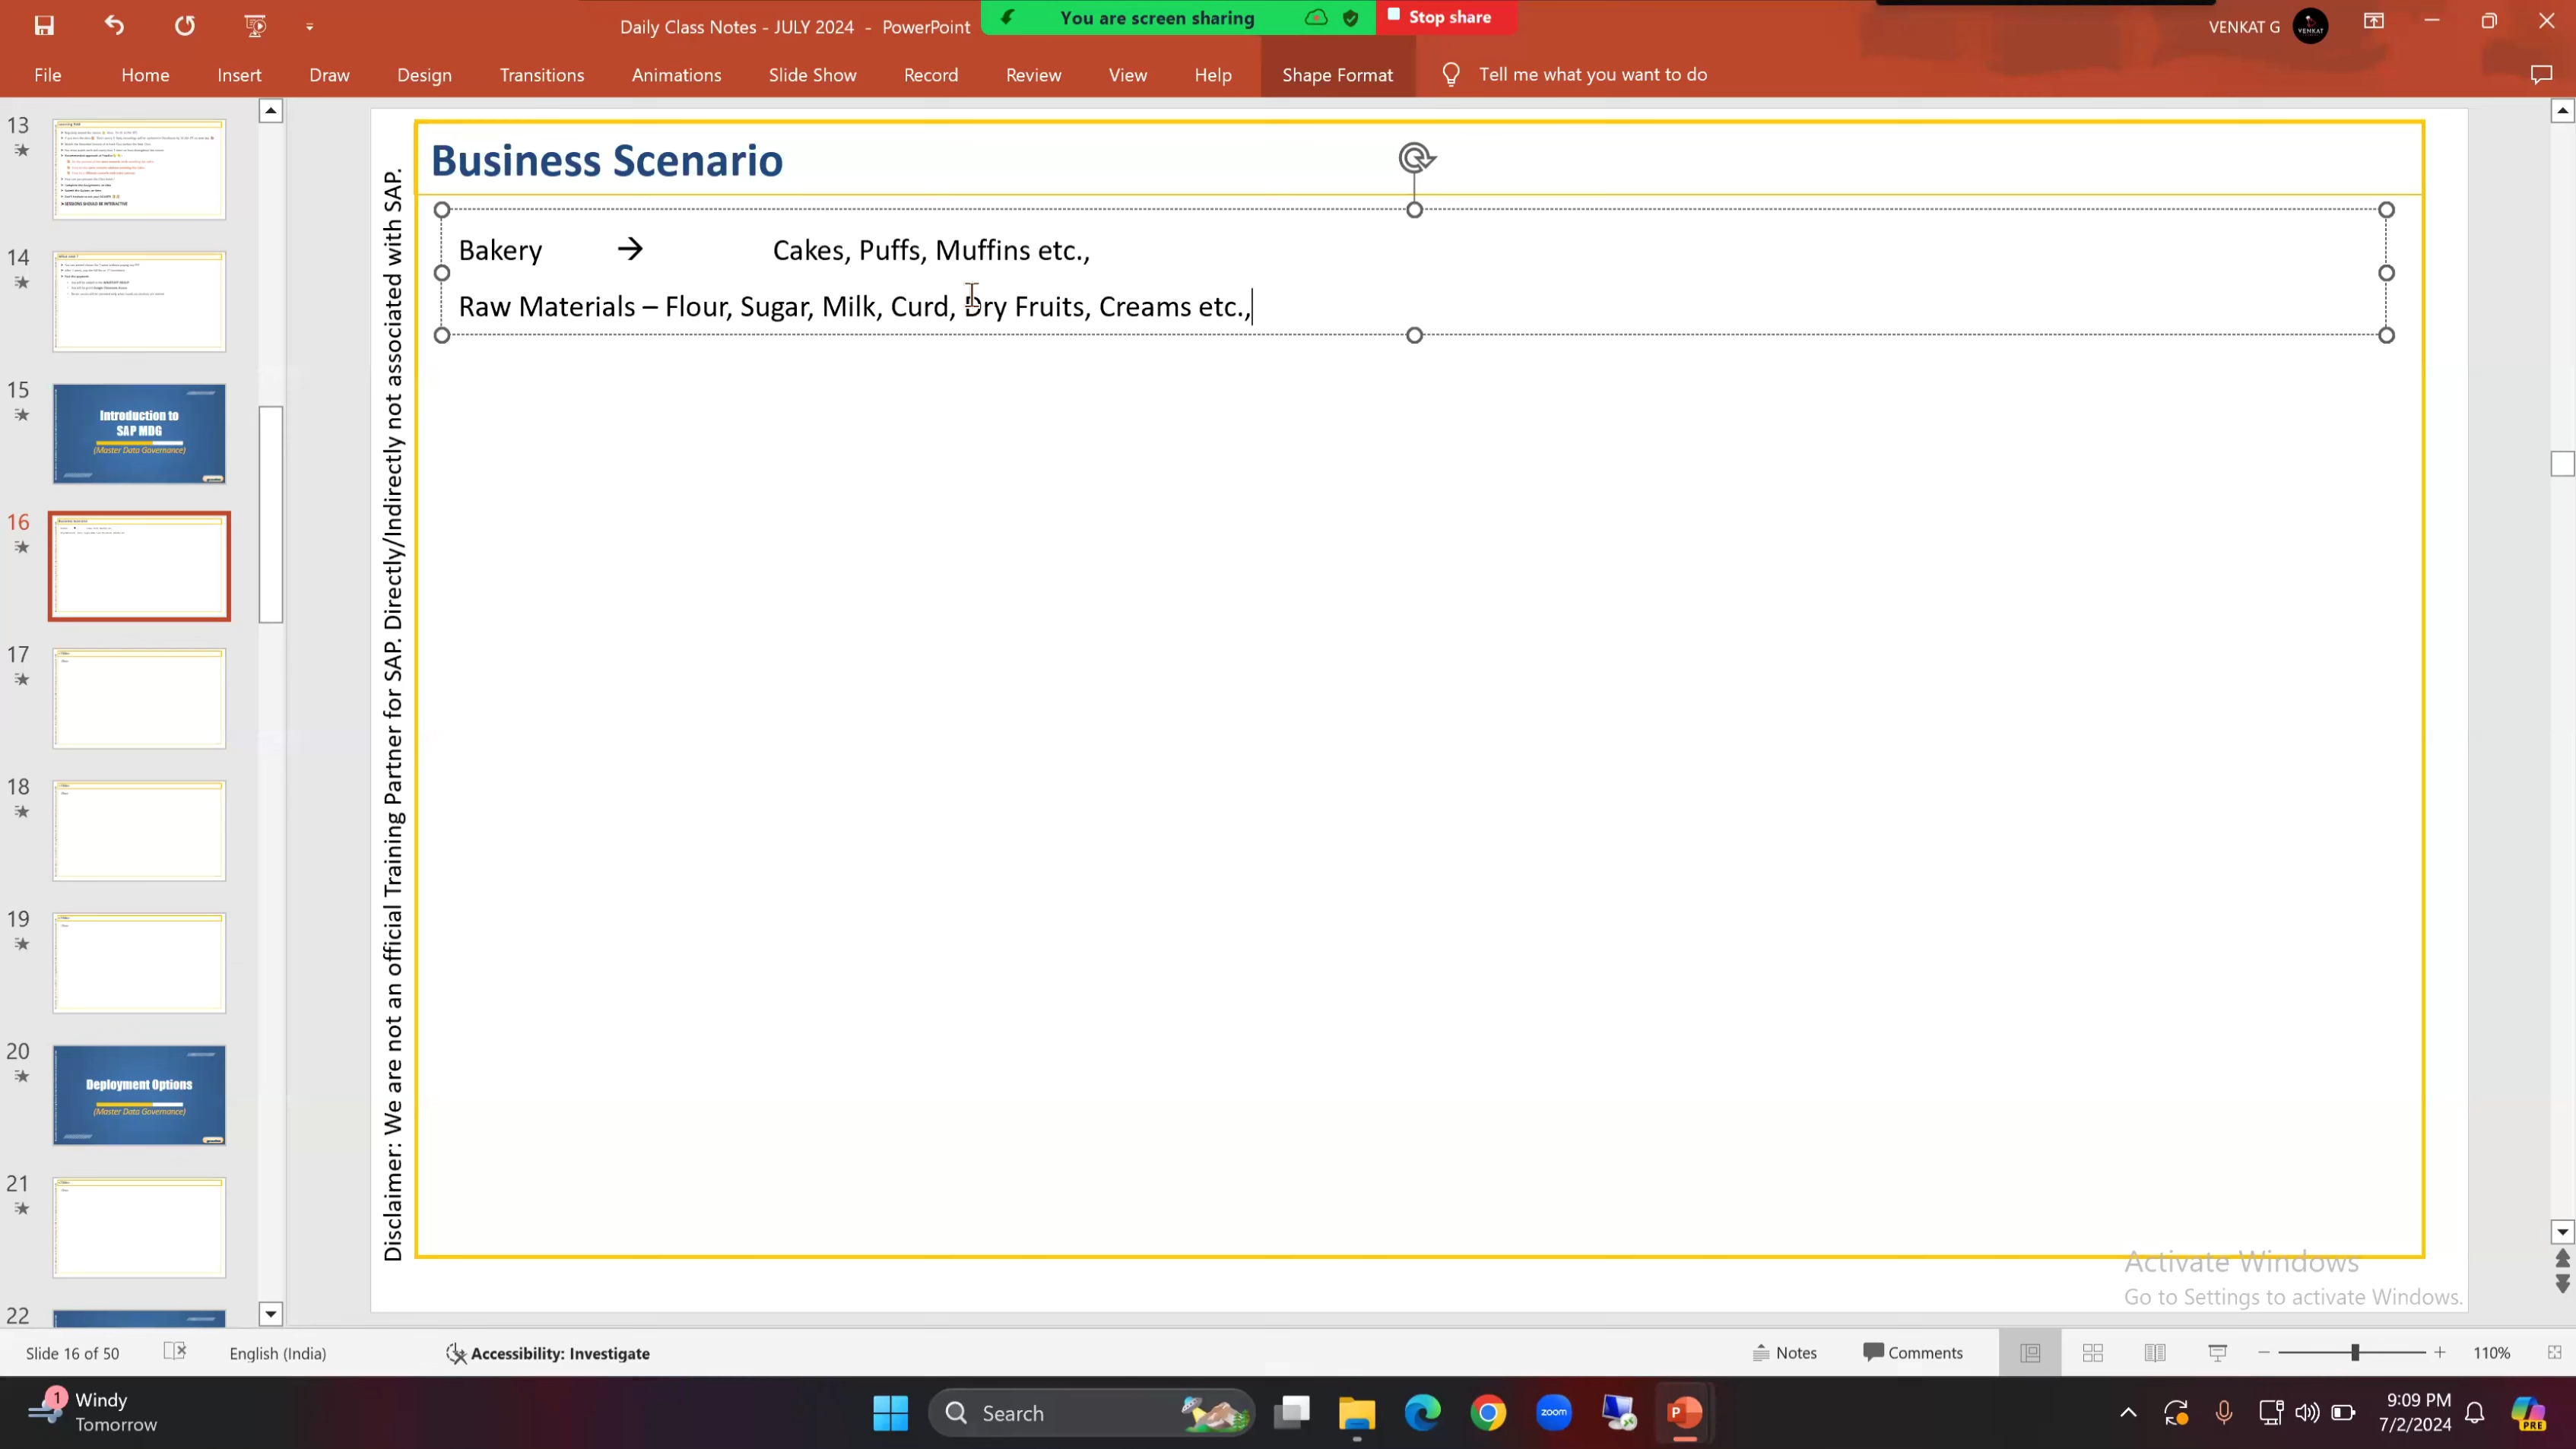 Daily Class Notes - JULY 2024 - PowerPoint
You are screen sharing
Stop share
VENKAT G
File Home Insert Draw Design Transitions Animations Slide Show Record Review View Help Shape Format Tell me what you want to do
13
14
15
Introduction to
SAP MDG
(Master Data Governance)
16
17
18
19
20
Deployment Options
(Master Data Governance)
21
22
Disclaimer: We are not an official Training Partner for SAP. Directly/Indirectly not associated with SAP.
Business Scenario
Bakery → Cakes, Puffs, Muffins etc.,
Raw Materials – Flour, Sugar, Milk, Curd, Dry Fruits, Creams etc.,
Activate Windows
Go to Settings to activate Windows.
Slide 16 of 50 English (India) Accessibility: Investigate Notes Comments 110%
1
Windy
Tomorrow
Search
zoom
9:09 PM
7/2/2024
PRE